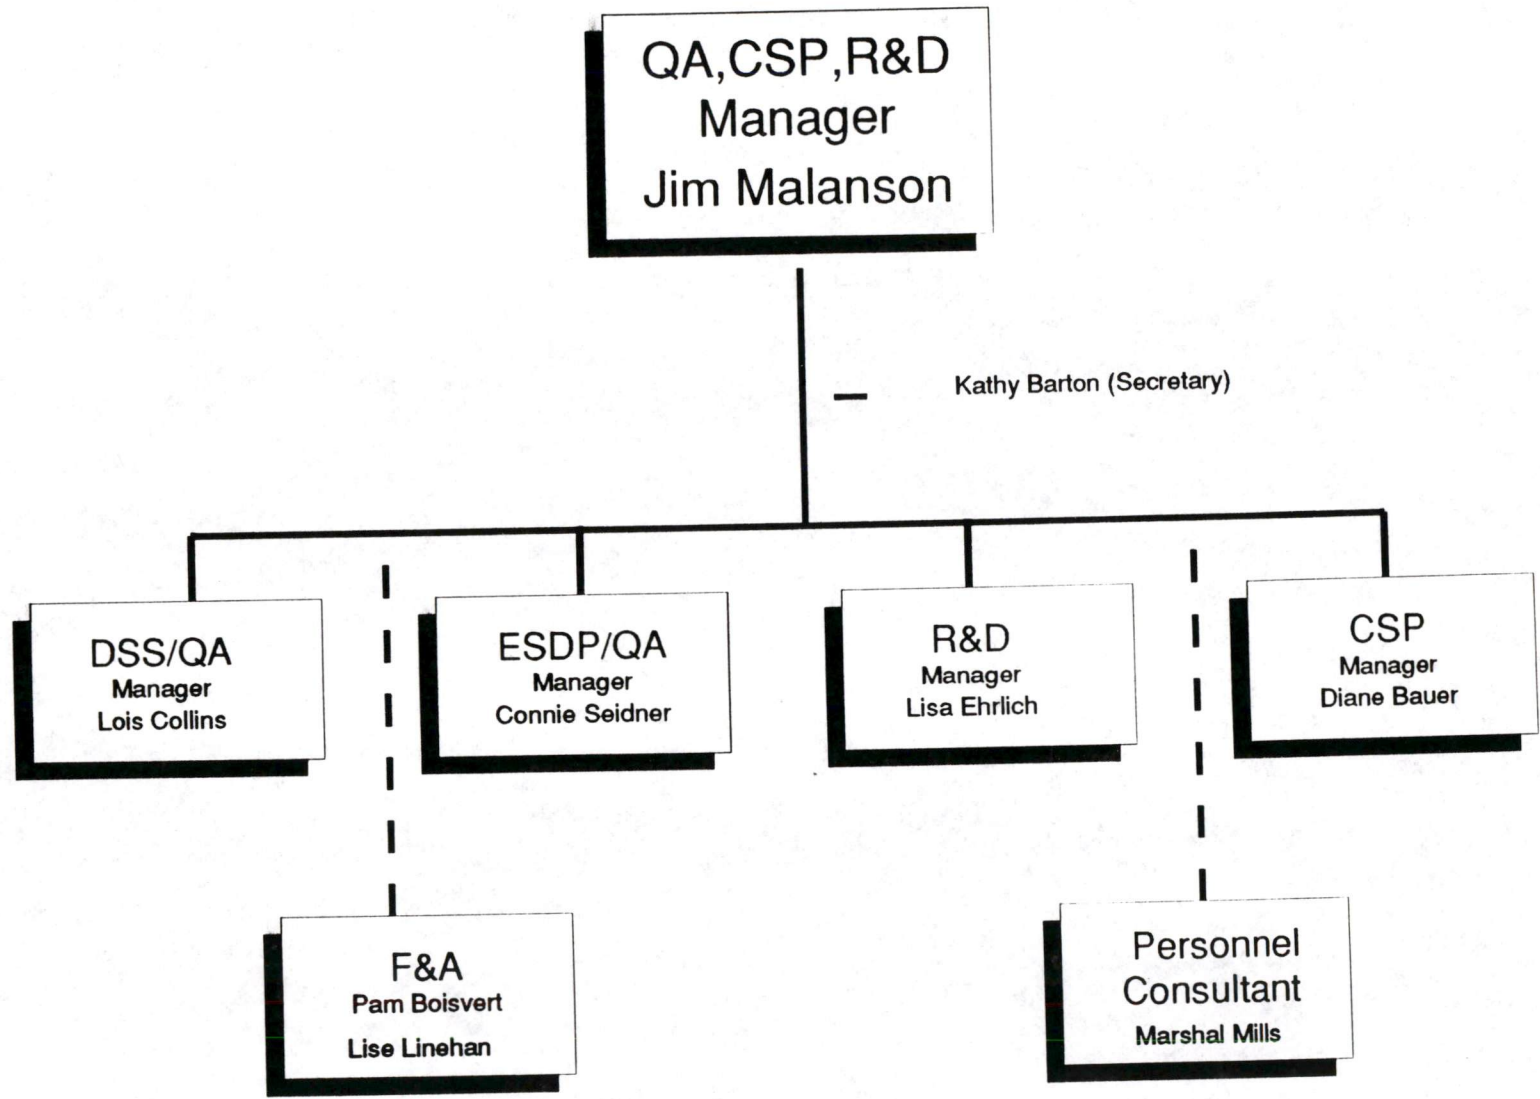 QA,CSP,R&D
Manager
Jim Malanson
Kathy Barton (Secretary)
DSS/QA
Manager
Lois Collins
ESDP/QA
Manager
Connie Seidner
R&D
Manager
Lisa Ehrlich
CSP
Manager
Diane Bauer
F&A
Pam Boisvert
Lise Linehan
Personnel
Consultant
Marshal Mills